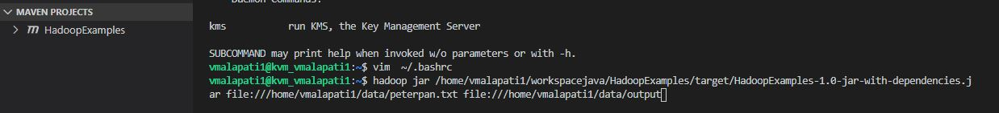 MAVEN PROJECTS
HadoopExamples
Daemon Commands:
kms run KMS, the Key Management Server
SUBCOMMAND may print help when invoked w/o parameters or with -h.
vmalapati1@kvm_vmalapati1:~$ vim ~/.bashrc
vmalapati1@kvm_vmalapati1:~$ hadoop jar /home/vmalapati1/workspacejava/HadoopExamples/target/HadoopExamples-1.0-jar-with-dependencies.j
ar file:///home/vmalapati1/data/peterpan.txt file:///home/vmalapati1/data/output